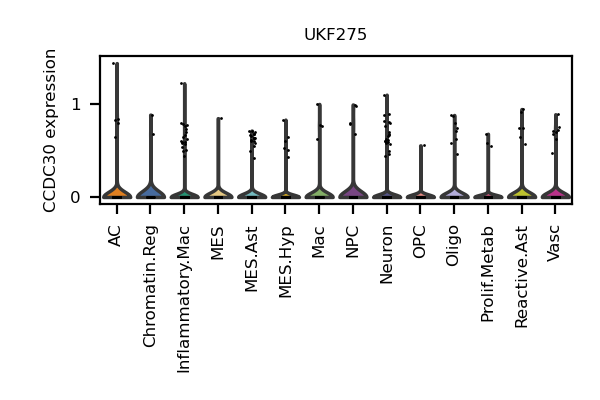 UKF275
CCDC30 expression
1
0
AC
Chromatin.Reg
Inflammatory.Mac
MES
MES.Ast
MES.Hyp
Mac
NPC
Neuron
OPC
Oligo
Prolif.Metab
Reactive.Ast
Vasc